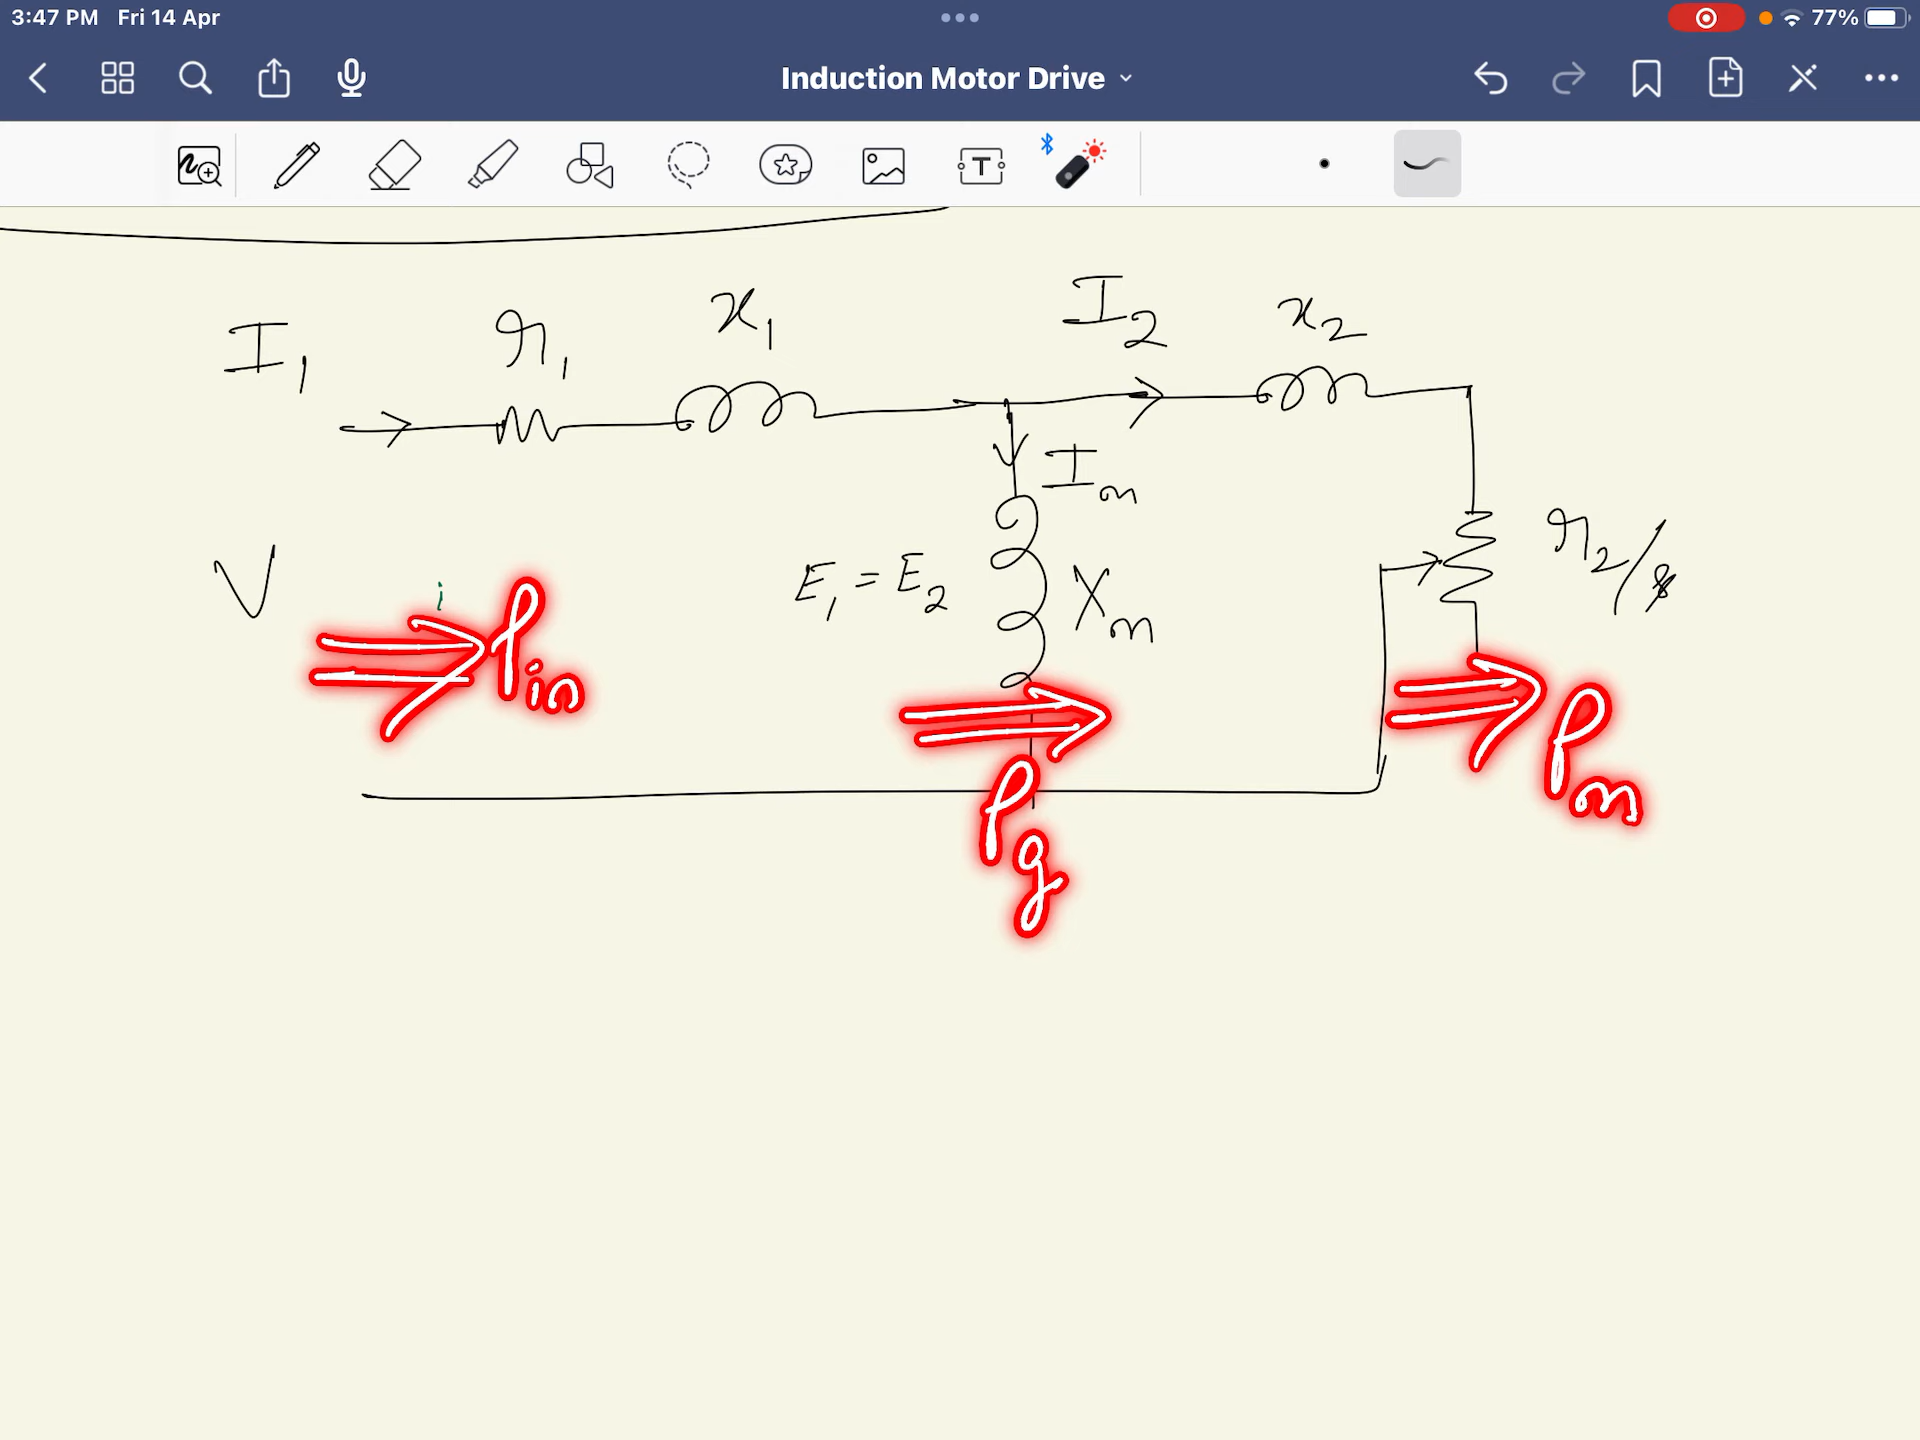 3:47 PM Fri 14 Apr
77%
Induction Motor Drive
T
I₁ r₁ x₁ I₂ x₂
Iₘ
V
i
E₁ = E₂
Xₘ
r₂/s
Pin
Pg
Pm